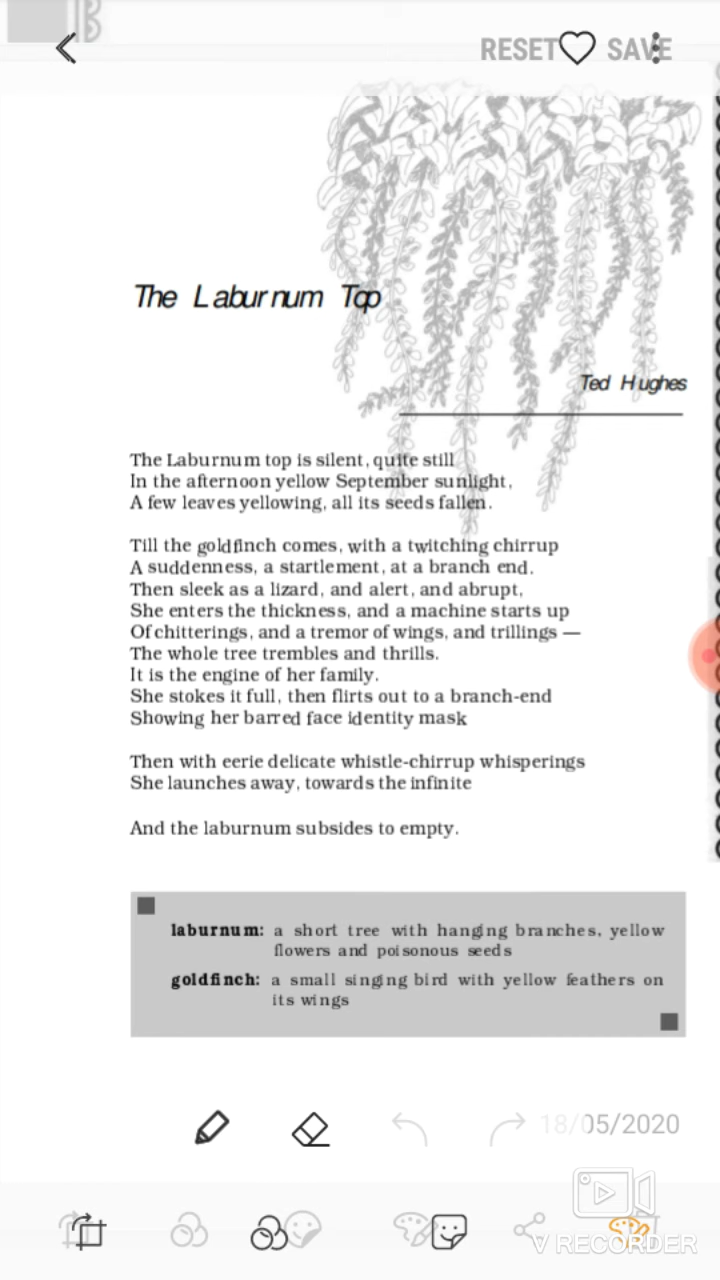 RESET SAVE
The Laburnum Top
Ted Hughes
The Laburnum top is silent, quite still
In the afternoon yellow September sunlight,
A few leaves yellowing, all its seeds fallen.
Till the goldfinch comes, with a twitching chirrup
A suddenness, a startlement, at a branch end.
Then sleek as a lizard, and alert, and abrupt,
She enters the thickness, and a machine starts up
Of chitterings, and a tremor of wings, and trillings —
The whole tree trembles and thrills.
It is the engine of her family.
She stokes it full, then flirts out to a branch-end
Showing her barred face identity mask
Then with eerie delicate whistle-chirrup whisperings
She launches away, towards the infinite
And the laburnum subsides to empty.
laburnum: a short tree with hanging branches, yellow
flowers and poisonous seeds
goldfinch: a small singing bird with yellow feathers on
its wings
18/05/2020
V RECORDER